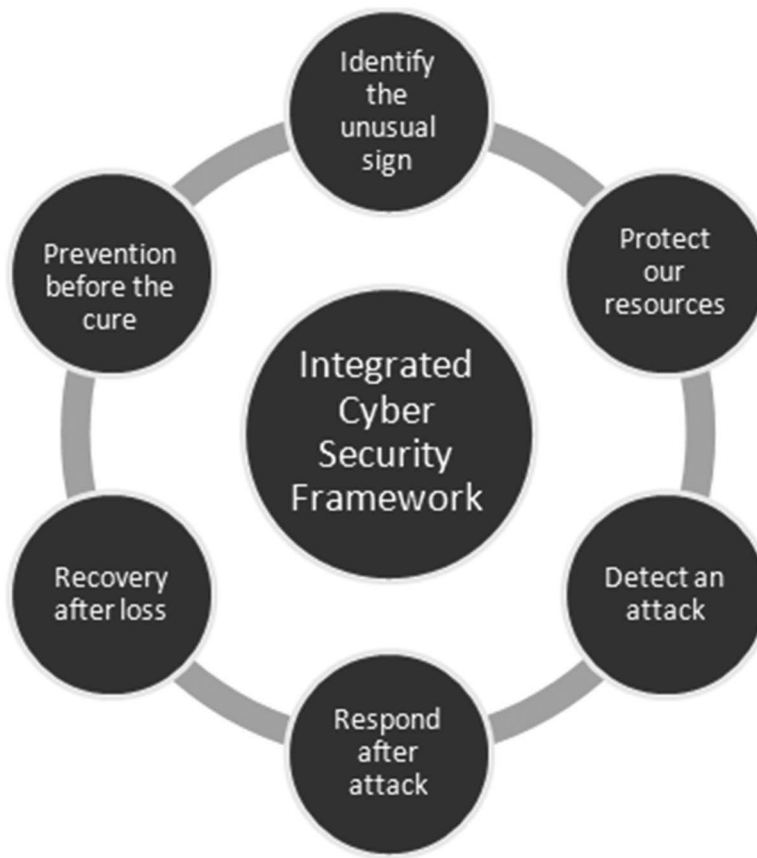 Identify
the
unusual
sign
Protect
our
resources
Detect an
attack
Respond
after
attack
Recovery
after loss
Prevention
before the
cure
Integrated
Cyber
Security
Framework